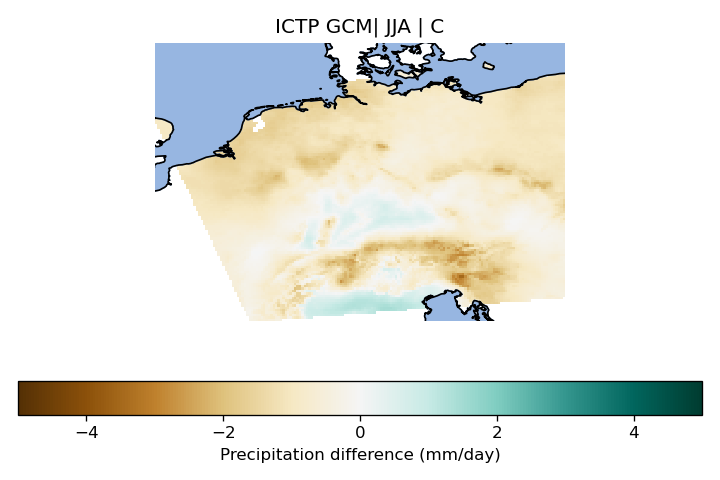 ICTP GCM| JJA | C
−4 −2 0 2 4
Precipitation difference (mm/day)